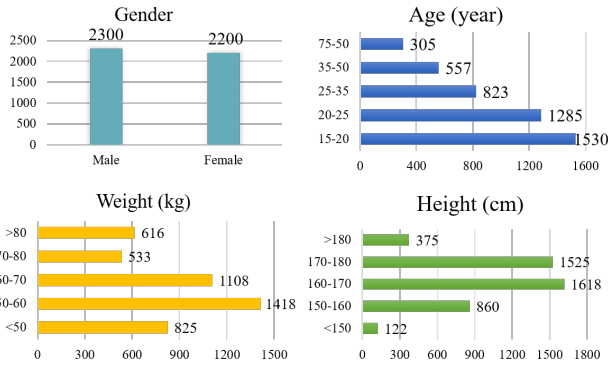 Gender
2500
2000
1500
1000
500
0
2300
2200
Male Female
Age (year)
75-50 305
35-50 557
25-35 823
20-25 1285
15-20 1530
0 400 800 1200 1600
Weight (kg)
>80 616
70-80 533
60-70 1108
50-60 1418
<50 825
0 300 600 900 1200 1500
Height (cm)
>180 375
170-180 1525
160-170 1618
150-160 860
<150 122
0 300 600 900 1200 1500 1800